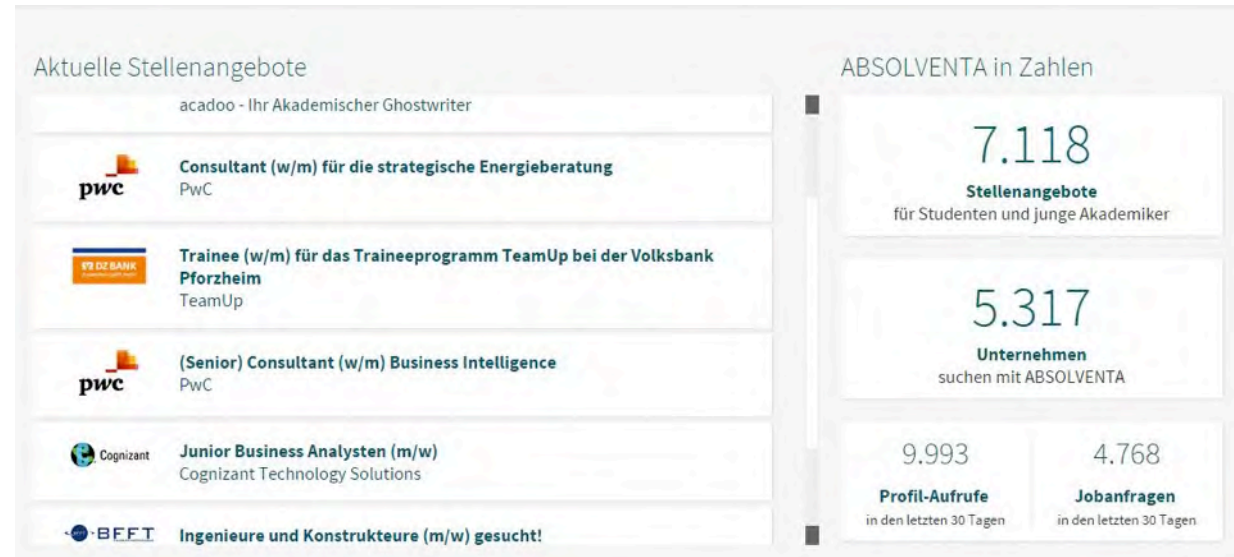 Aktuelle Stellenangebote
acadoo - Ihr Akademischer Ghostwriter
pwc
Consultant (w/m) für die strategische Energieberatung
PwC
DZ BANK
Trainee (w/m) für das Traineeprogramm TeamUp bei der Volksbank
Pforzheim
TeamUp
pwc
(Senior) Consultant (w/m) Business Intelligence
PwC
Cognizant
Junior Business Analysten (m/w)
Cognizant Technology Solutions
BFFT
Ingenieure und Konstrukteure (m/w) gesucht!
ABSOLVENTA in Zahlen
7.118
Stellenangebote
für Studenten und junge Akademiker
5.317
Unternehmen
suchen mit ABSOLVENTA
9.993
Profil-Aufrufe
in den letzten 30 Tagen
4.768
Jobanfragen
in den letzten 30 Tagen